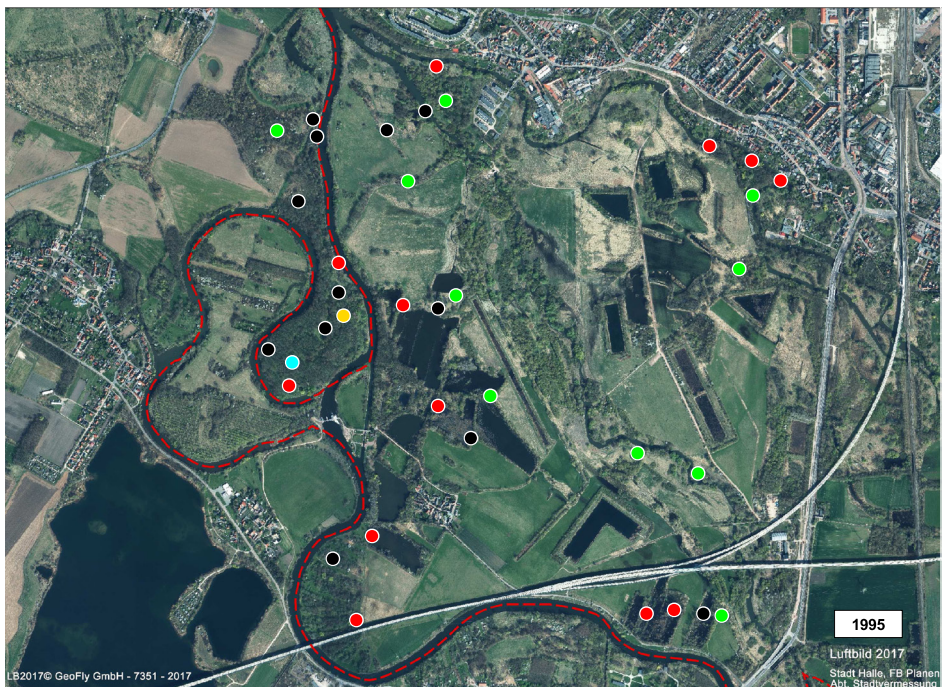 1995
Luftbild 2017
Stadt Halle, FB Planen
Abt. Stadtvermessung
LB2017© GeoFly GmbH - 7351 - 2017